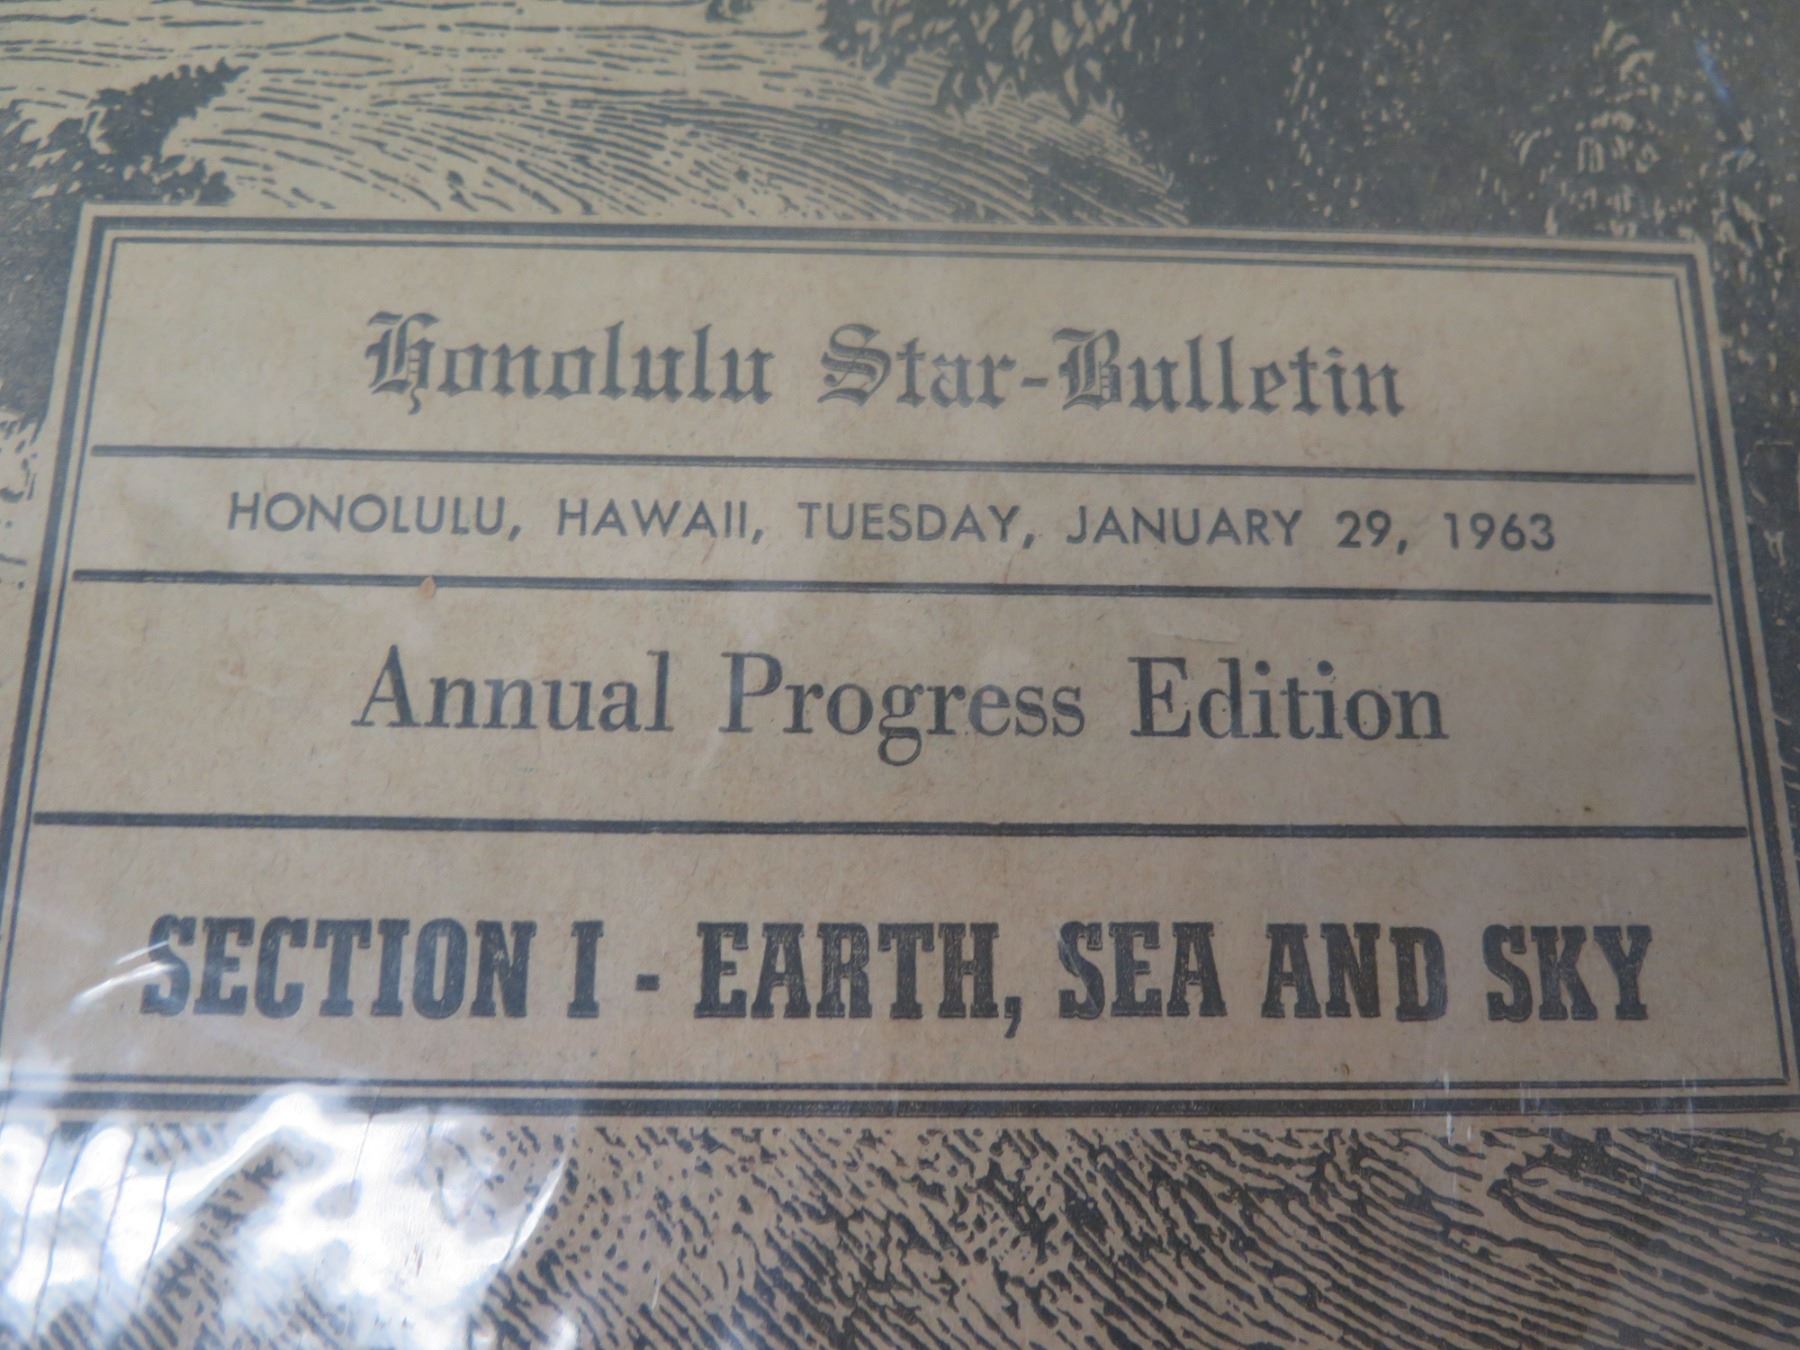 Honolulu Star-Bulletin
HONOLULU, HAWAII, TUESDAY, JANUARY 29, 1963
Annual Progress Edition
SECTION I - EARTH, SEA AND SKY